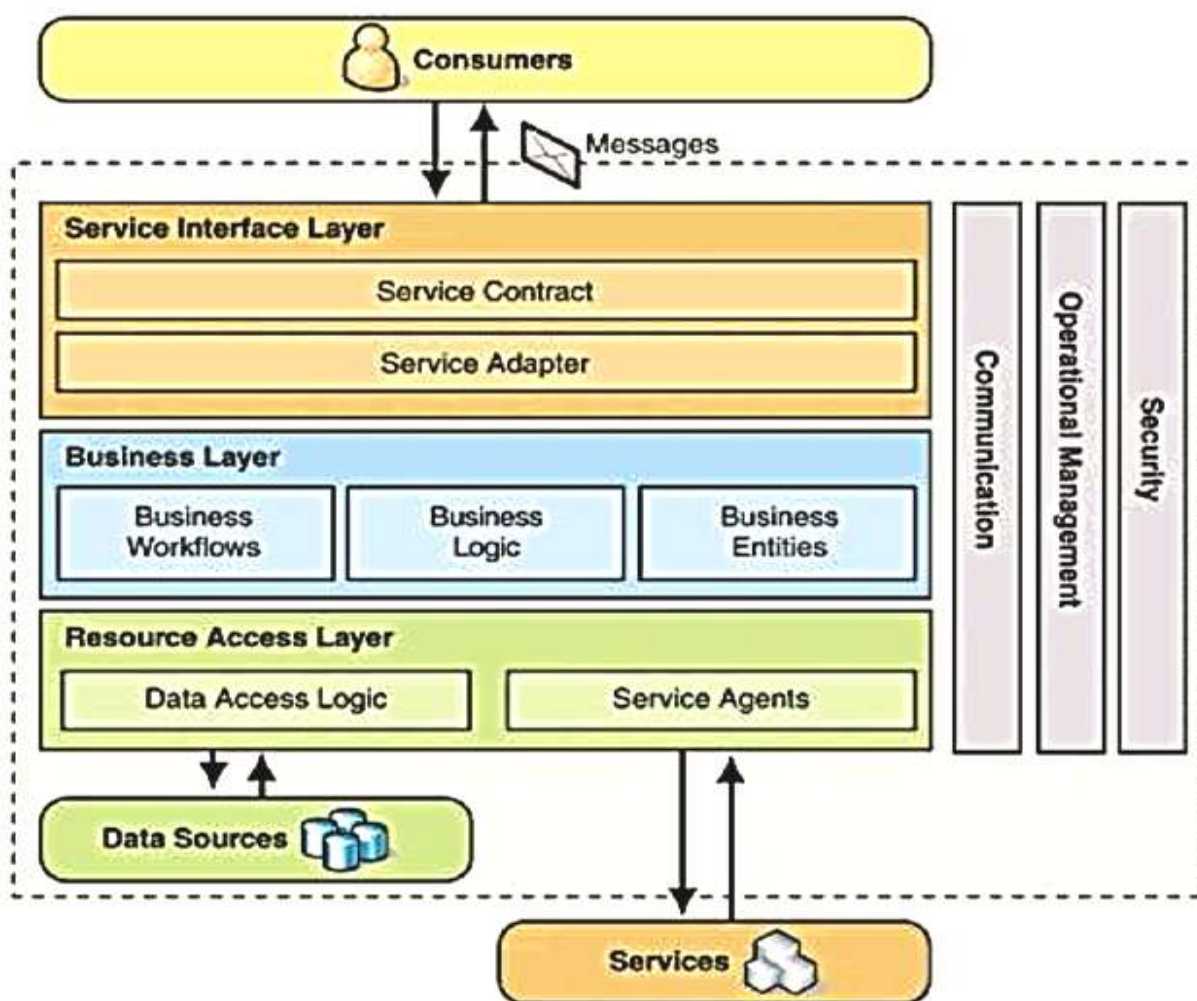 Consumers
Messages
Service Interface Layer
Service Contract
Service Adapter
Business Layer
Business
Workflows
Business
Logic
Business
Entities
Resource Access Layer
Data Access Logic
Service Agents
Communication
Operational Management
Security
Data Sources
Services